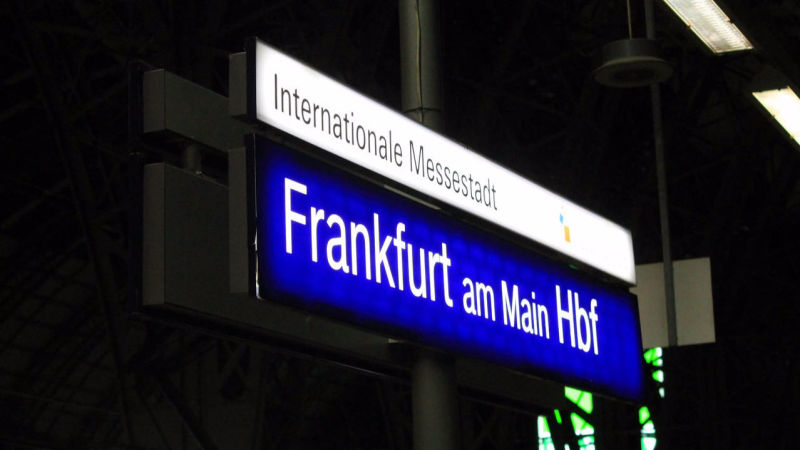 Internationale Messestadt
Frankfurt am Main Hbf